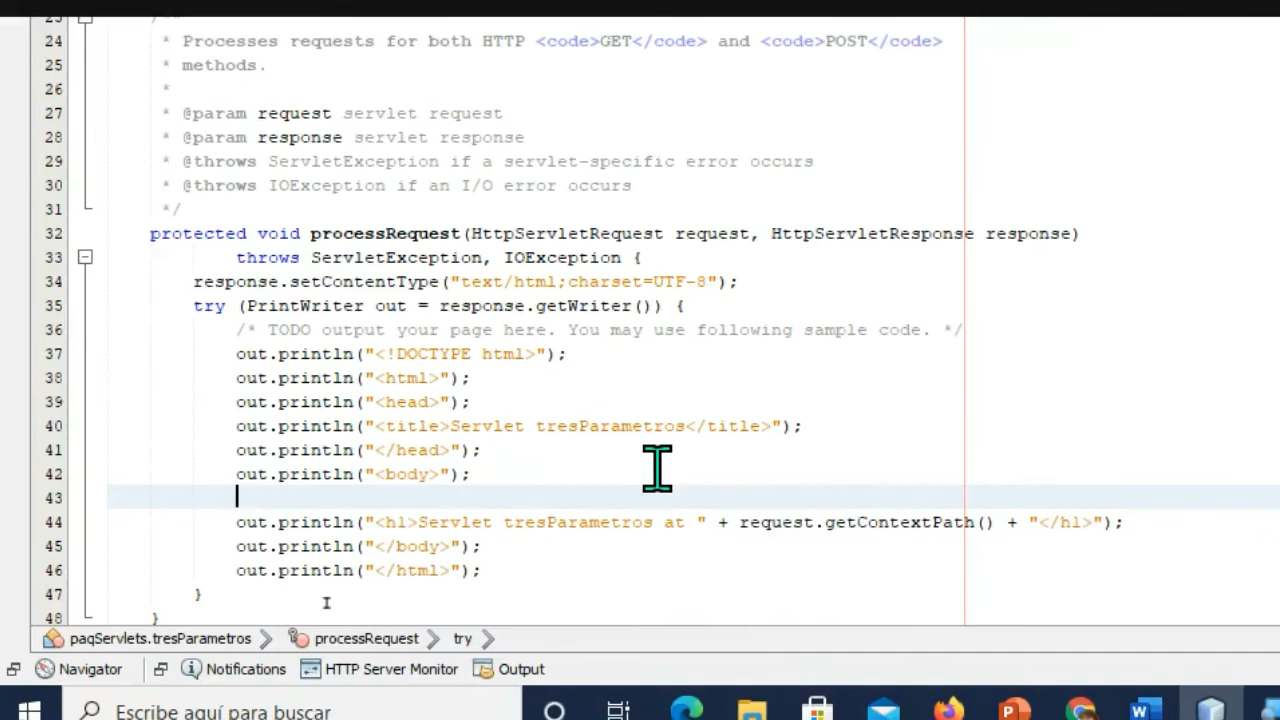 23 /**
24 * Processes requests for both HTTP <code>GET</code> and <code>POST</code>
25 * methods.
26 *
27 * @param request servlet request
28 * @param response servlet response
29 * @throws ServletException if a servlet-specific error occurs
30 * @throws IOException if an I/O error occurs
31 */
32 protected void processRequest(HttpServletRequest request, HttpServletResponse response)
33 throws ServletException, IOException {
34 response.setContentType("text/html;charset=UTF-8");
35 try (PrintWriter out = response.getWriter()) {
36 /* TODO output your page here. You may use following sample code. */
37 out.println("<!DOCTYPE html>");
38 out.println("<html>");
39 out.println("<head>");
40 out.println("<title>Servlet tresParametros</title>");
41 out.println("</head>");
42 out.println("<body>");
43
44 out.println("<h1>Servlet tresParametros at " + request.getContextPath() + "</h1>");
45 out.println("</body>");
46 out.println("</html>");
47 }
48 }
paqServlets.tresParametros processRequest try
Navigator Notifications HTTP Server Monitor Output
Escribe aquí para buscar